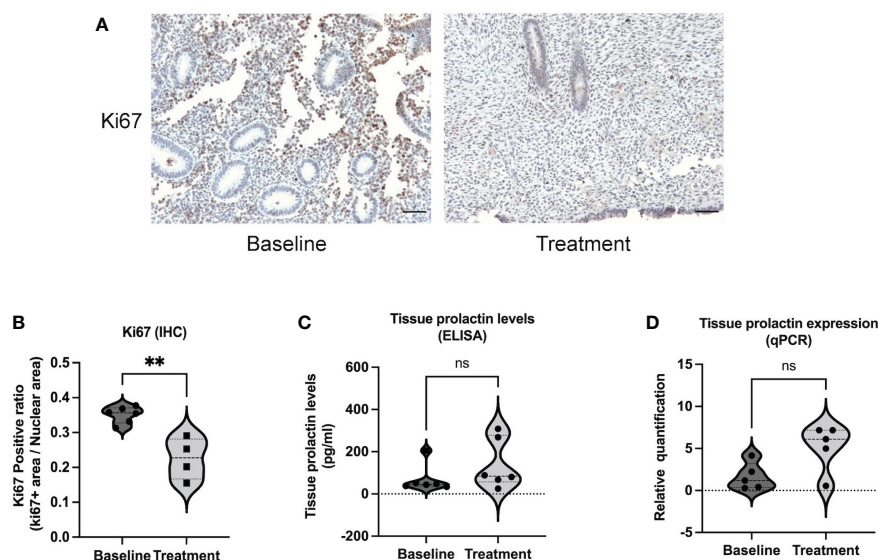 A
Ki67
Baseline
Treatment
B
Ki67 (IHC)
Ki67 Positive ratio
(ki67+ area / Nuclear area)
0.5
0.4
0.3
0.2
0.1
0.0
**
Baseline Treatment
C
Tissue prolactin levels
(ELISA)
Tissue prolactin levels
(pg/ml)
600
400
200
0
-200
ns
Baseline Treatment
D
Tissue prolactin expression
(qPCR)
Relative quantification
15
10
5
0
-5
ns
Baseline Treatment